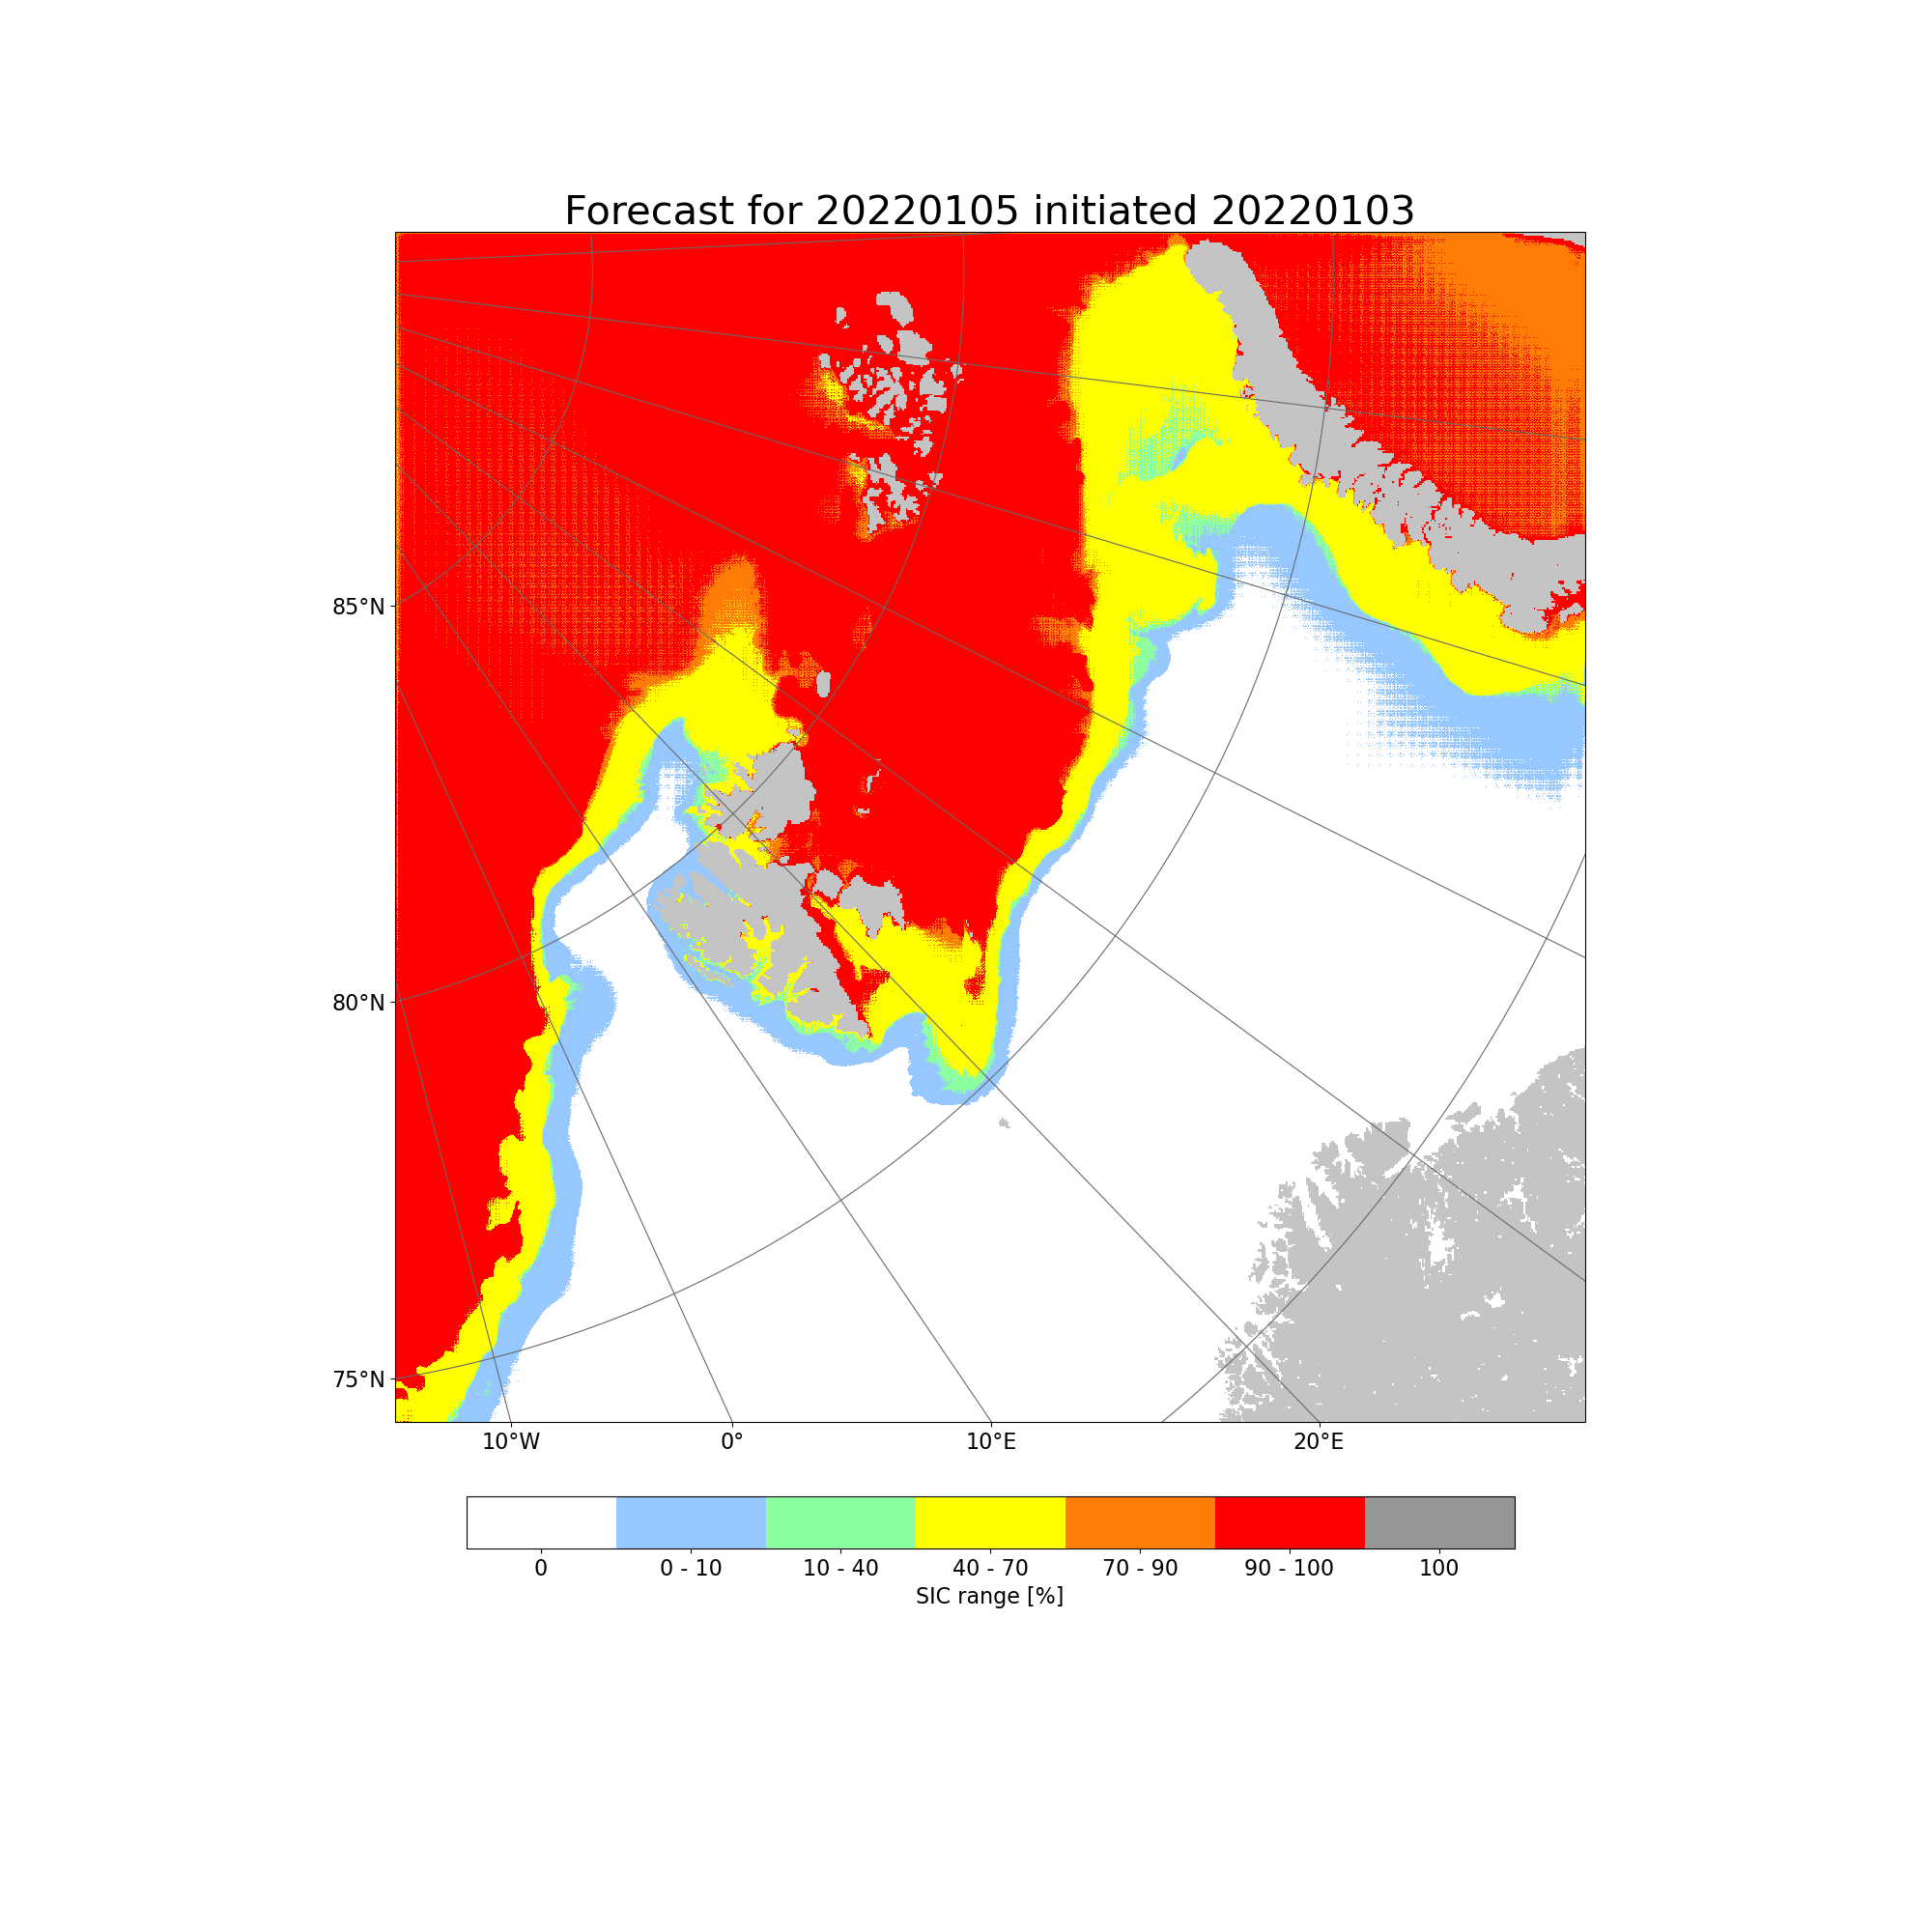 Forecast for 20220105 initiated 20220103
85°N
80°N
75°N
10°W 0° 10°E 20°E
0 0 - 10 10 - 40 40 - 70 70 - 90 90 - 100 100
SIC range [%]